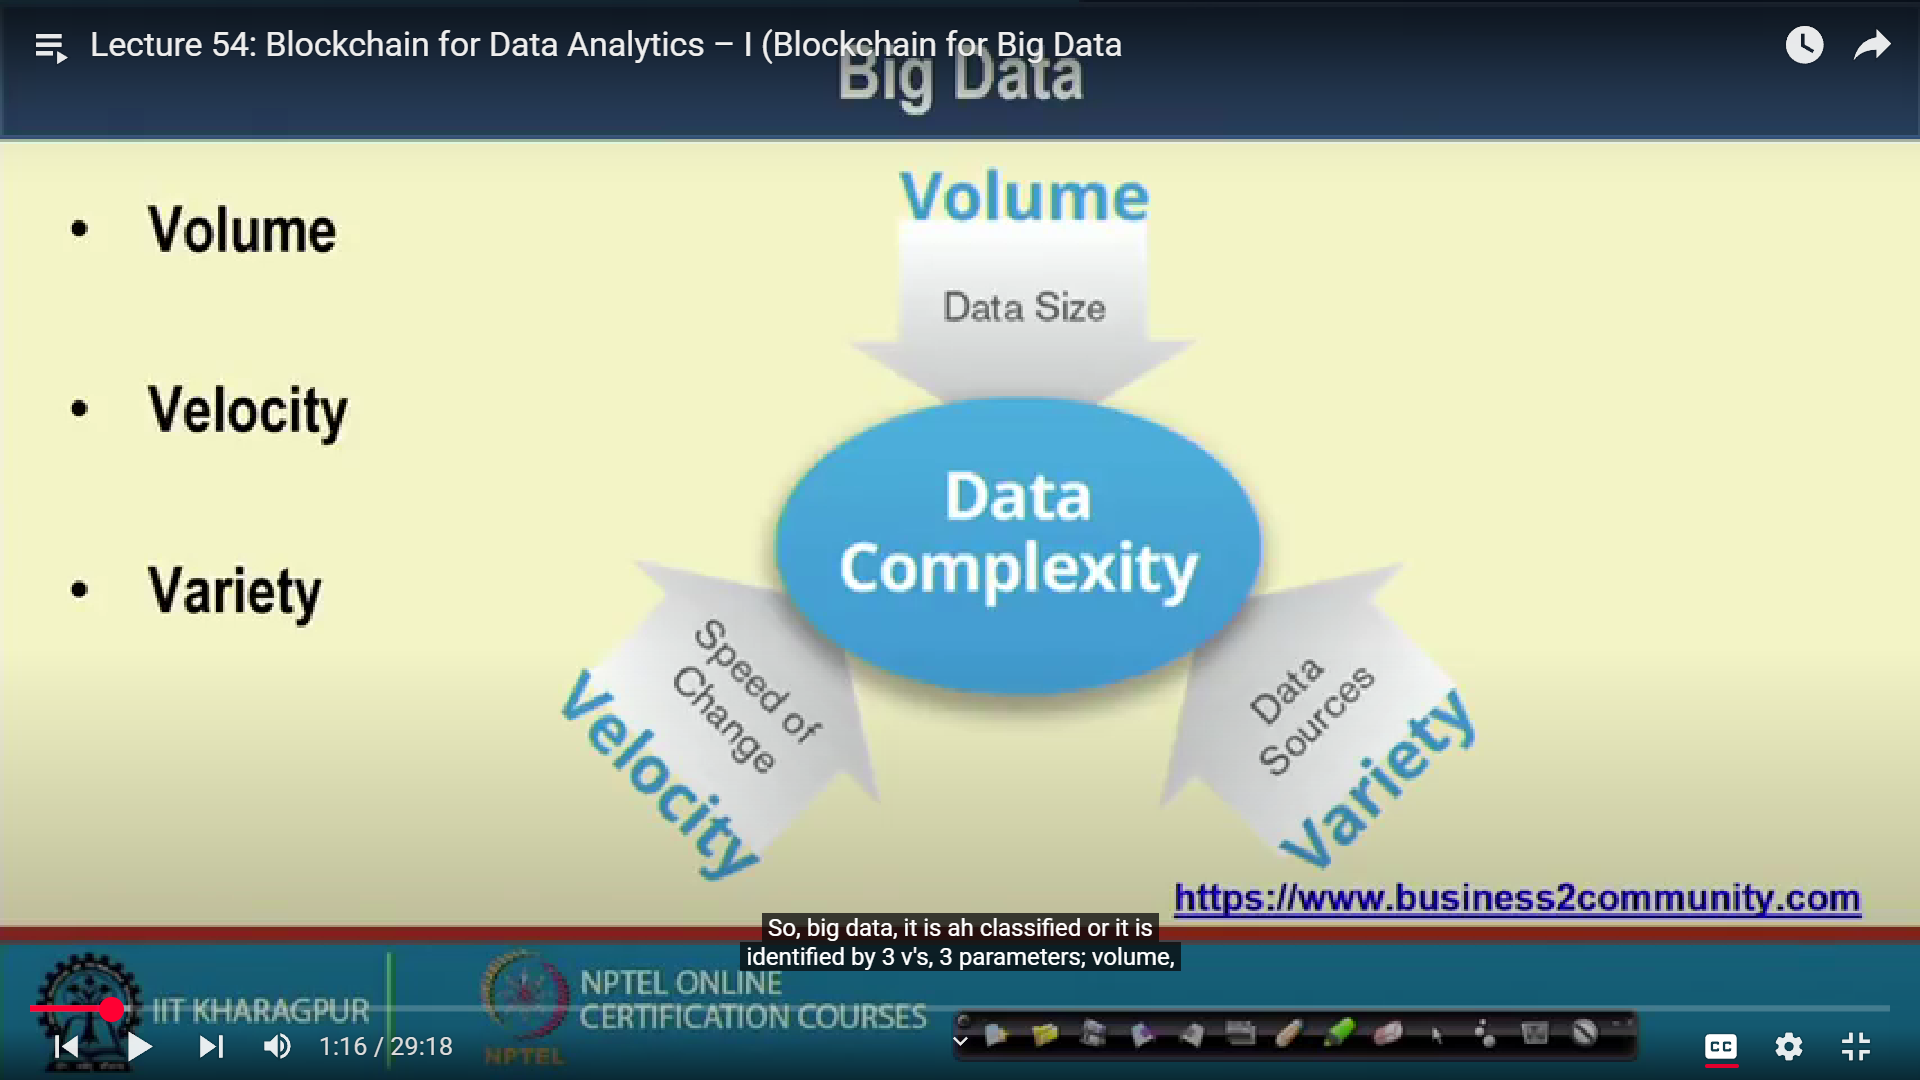 Lecture 54: Blockchain for Data Analytics – I (Blockchain for Big Data
Big Data
• Volume
• Velocity
• Variety
Volume
Data Size
Data
Complexity
Speed of
Change
Velocity
Data
Sources
Variety
https://www.business2community.com
So, big data, it is ah classified or it is
identified by 3 v's, 3 parameters; volume,
IIT KHARAGPUR
NPTEL ONLINE
CERTIFICATION COURSES
NPTEL
1:16 / 29:18
CC